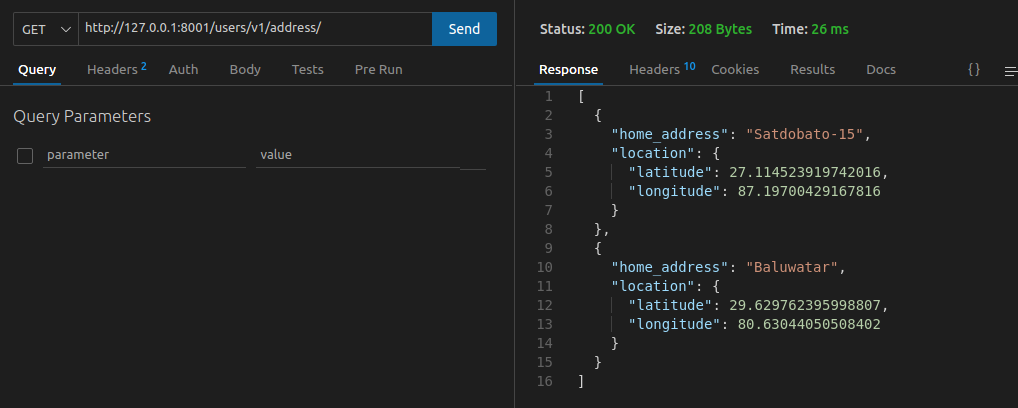 GET http://127.0.0.1:8001/users/v1/address/ Send
Query Headers 2 Auth Body Tests Pre Run
Query Parameters
parameter value
Status: 200 OK Size: 208 Bytes Time: 26 ms
Response Headers 10 Cookies Results Docs {}
1 [
2 {
3 "home_address": "Satdobato-15",
4 "location": {
5 "latitude": 27.114523919742016,
6 "longitude": 87.19700429167816
7 }
8 },
9 {
10 "home_address": "Baluwatar",
11 "location": {
12 "latitude": 29.629762395998807,
13 "longitude": 80.63044050508402
14 }
15 }
16 ]